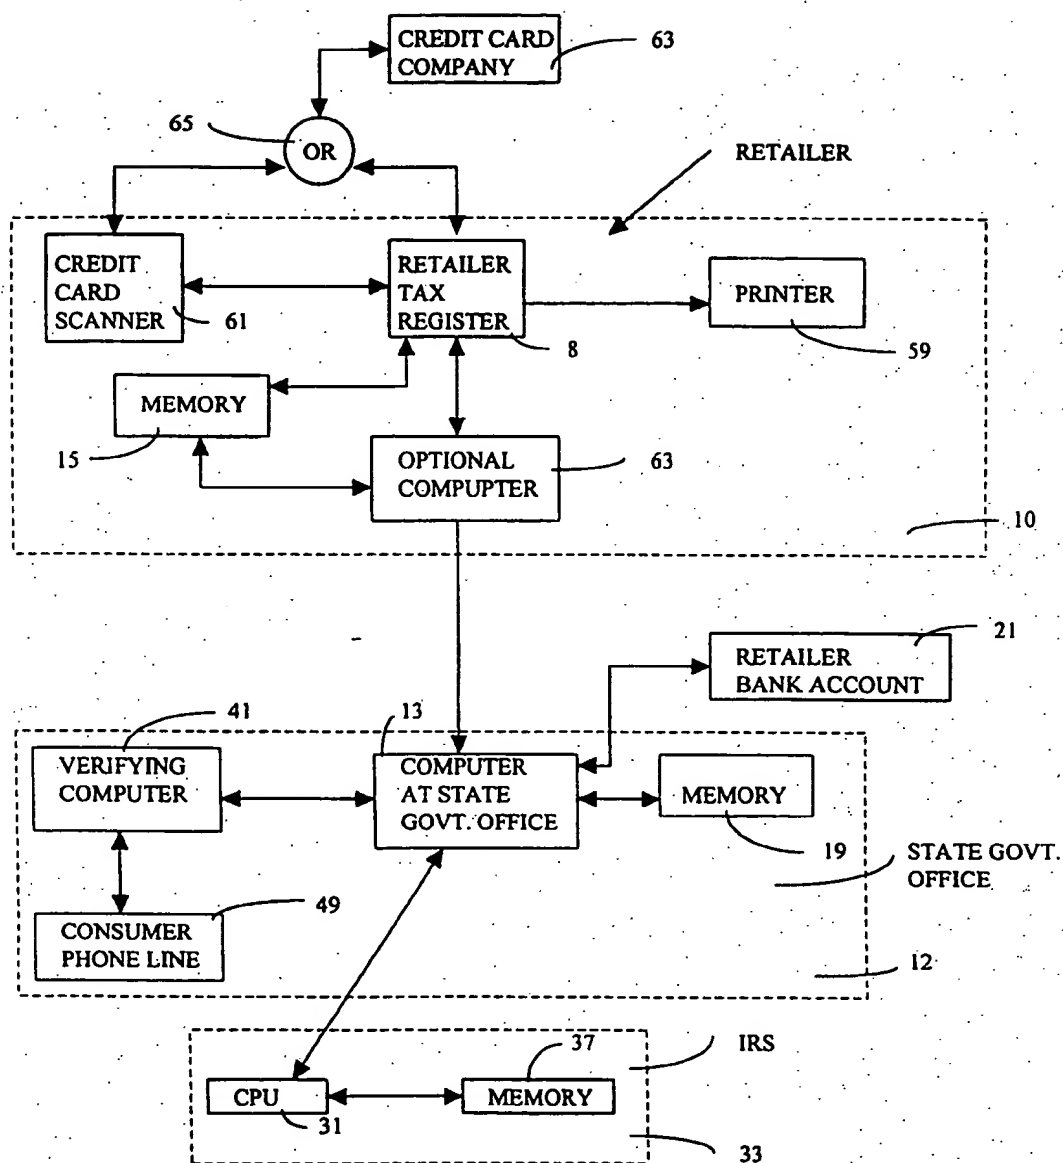 CREDIT CARD
COMPANY
63
65
OR
RETAILER
CREDIT
CARD
SCANNER
61
RETAILER
TAX
REGISTER
8
PRINTER
59
MEMORY
15
OPTIONAL
COMPUPTER
63
10
21
RETAILER
BANK ACCOUNT
41
13
VERIFYING
COMPUTER
COMPUTER
AT STATE
GOVT. OFFICE
MEMORY
19
STATE GOVT.
OFFICE
49
CONSUMER
PHONE LINE
12
IRS
37
CPU
MEMORY
31
33